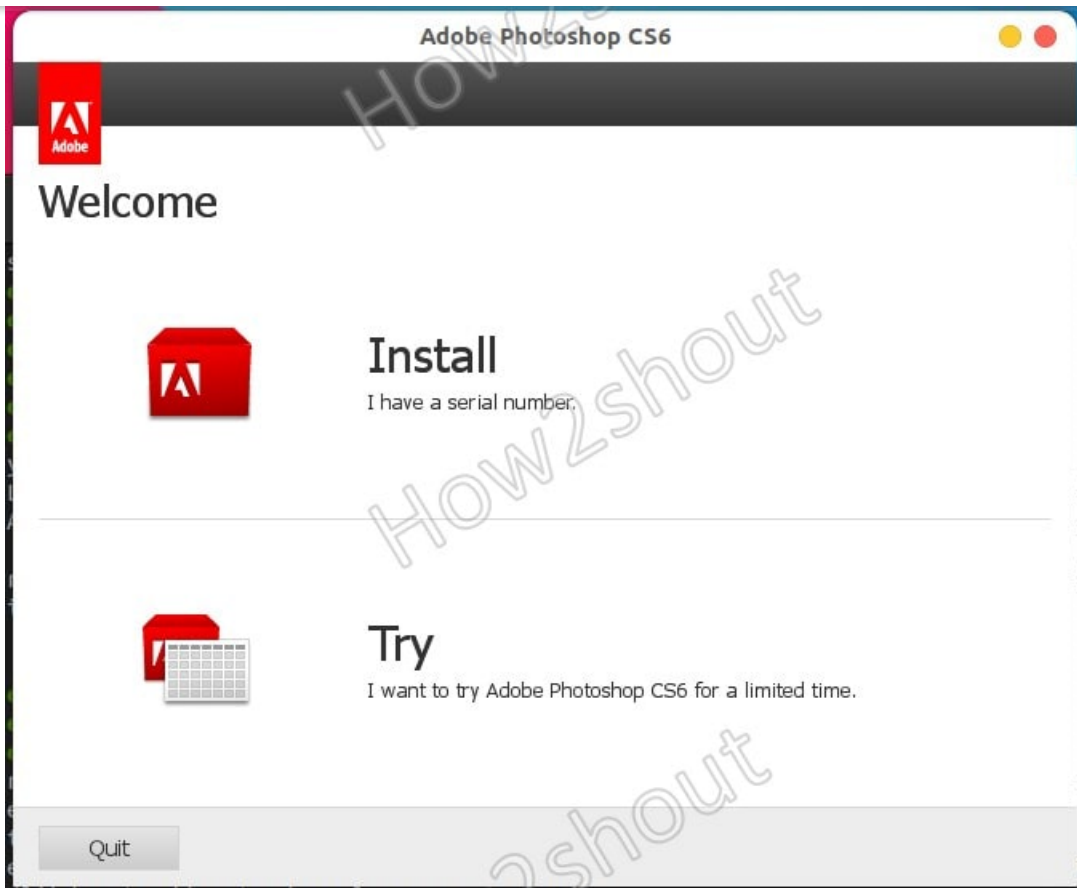 Adobe Photoshop CS6
How2shout
Adobe
Welcome
Install
I have a serial number.
How2shout
Try
I want to try Adobe Photoshop CS6 for a limited time.
2shout
Quit